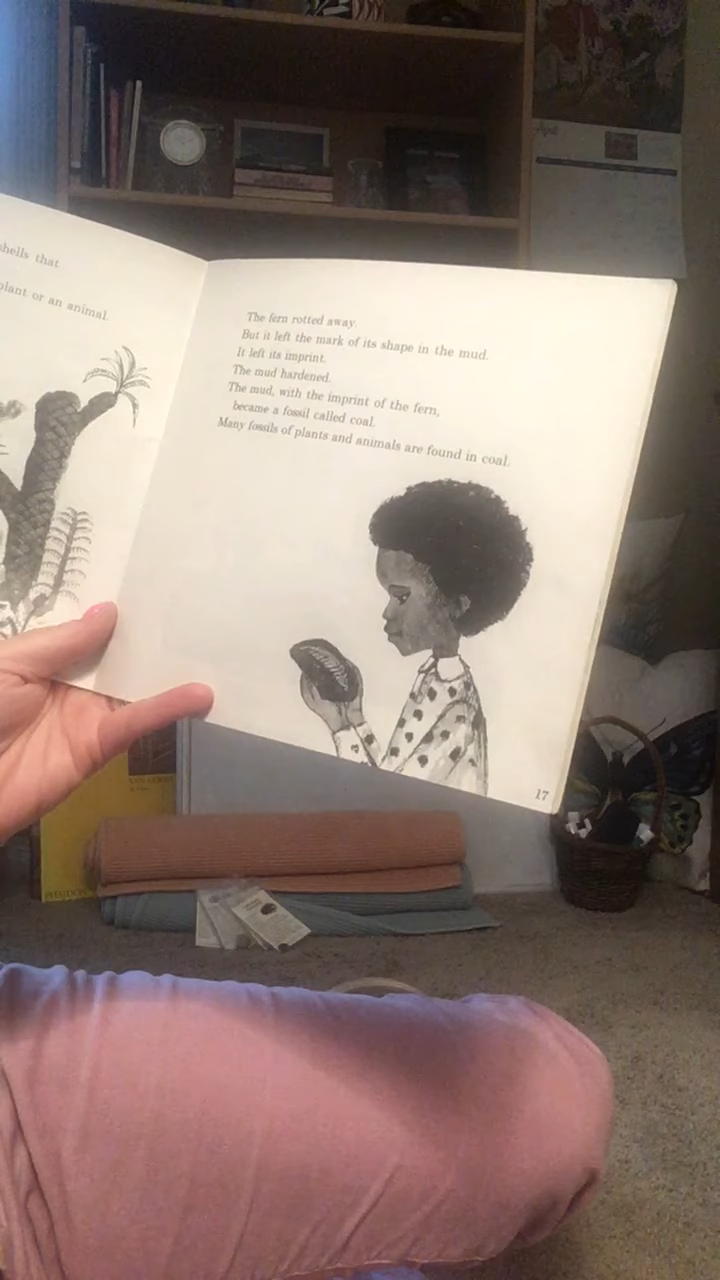 shells that
plant or an animal.
The fern rotted away.
But it left the mark of its shape in the mud.
It left its imprint.
The mud hardened.
The mud, with the imprint of the fern,
became a fossil called coal.
Many fossils of plants and animals are found in coal.
17
April